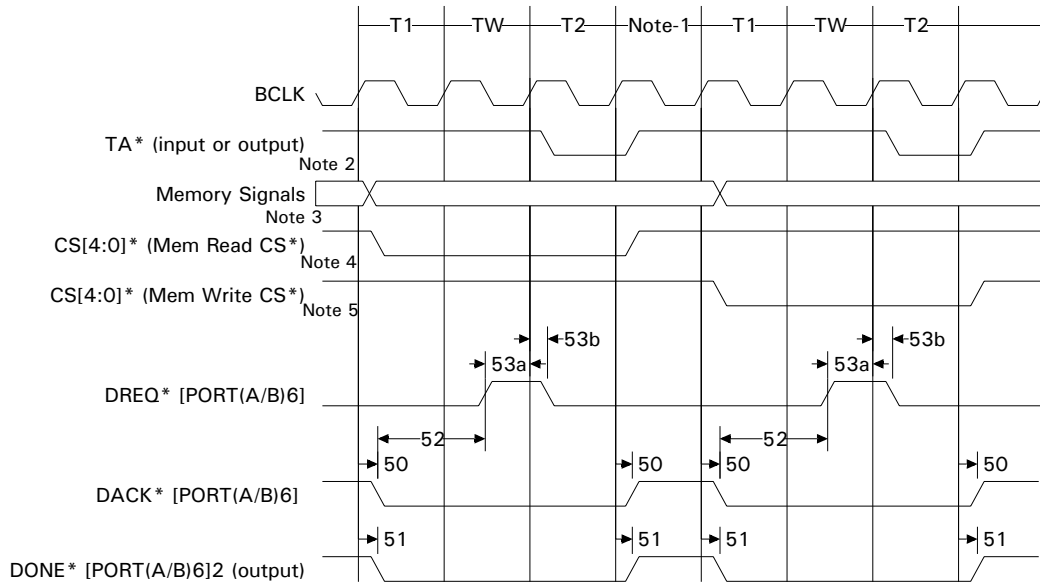 T1 TW T2 Note-1 T1 TW T2
BCLK
TA* (input or output)
Note 2
Memory Signals
Note 3
CS[4:0]* (Mem Read CS*)
Note 4
CS[4:0]* (Mem Write CS*)
Note 5
53b 53b
53a 53a
DREQ* [PORT(A/B)6]
52 52
50 50 50 50
DACK* [PORT(A/B)6]
51 51 51 51
DONE* [PORT(A/B)6]2 (output)